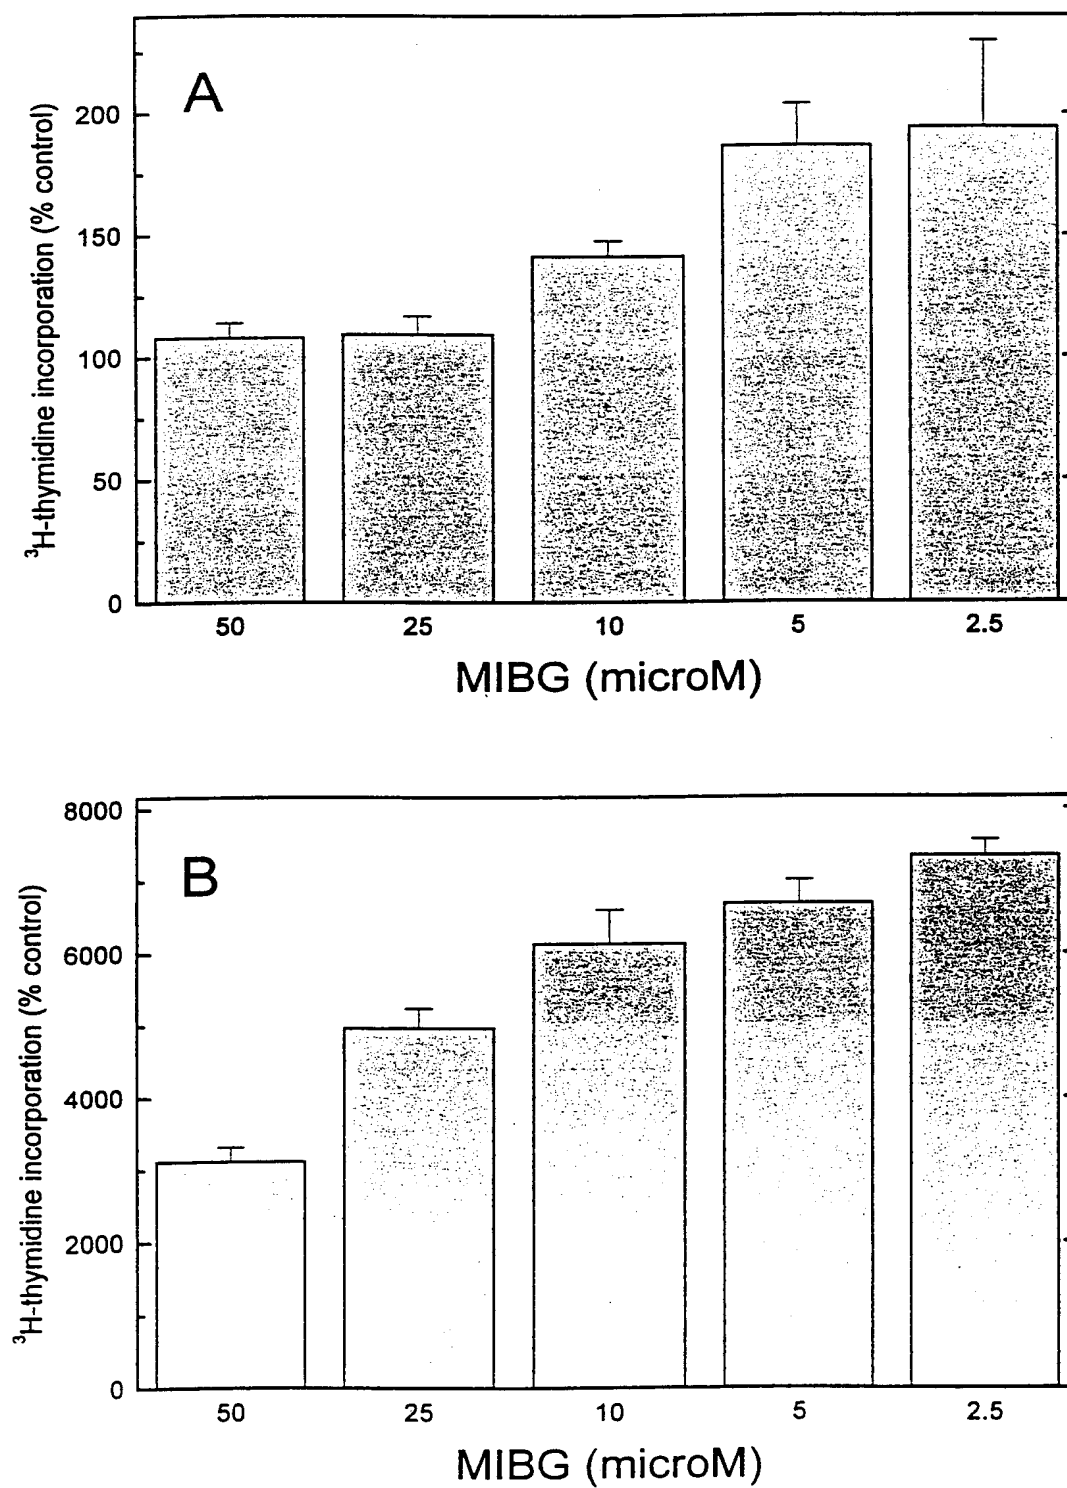 A
³H-thymidine incorporation (% control)
200
150
100
50
0
50 25 10 5 2.5
MIBG (microM)
B
³H-thymidine incorporation (% control)
8000
6000
4000
2000
0
50 25 10 5 2.5
MIBG (microM)